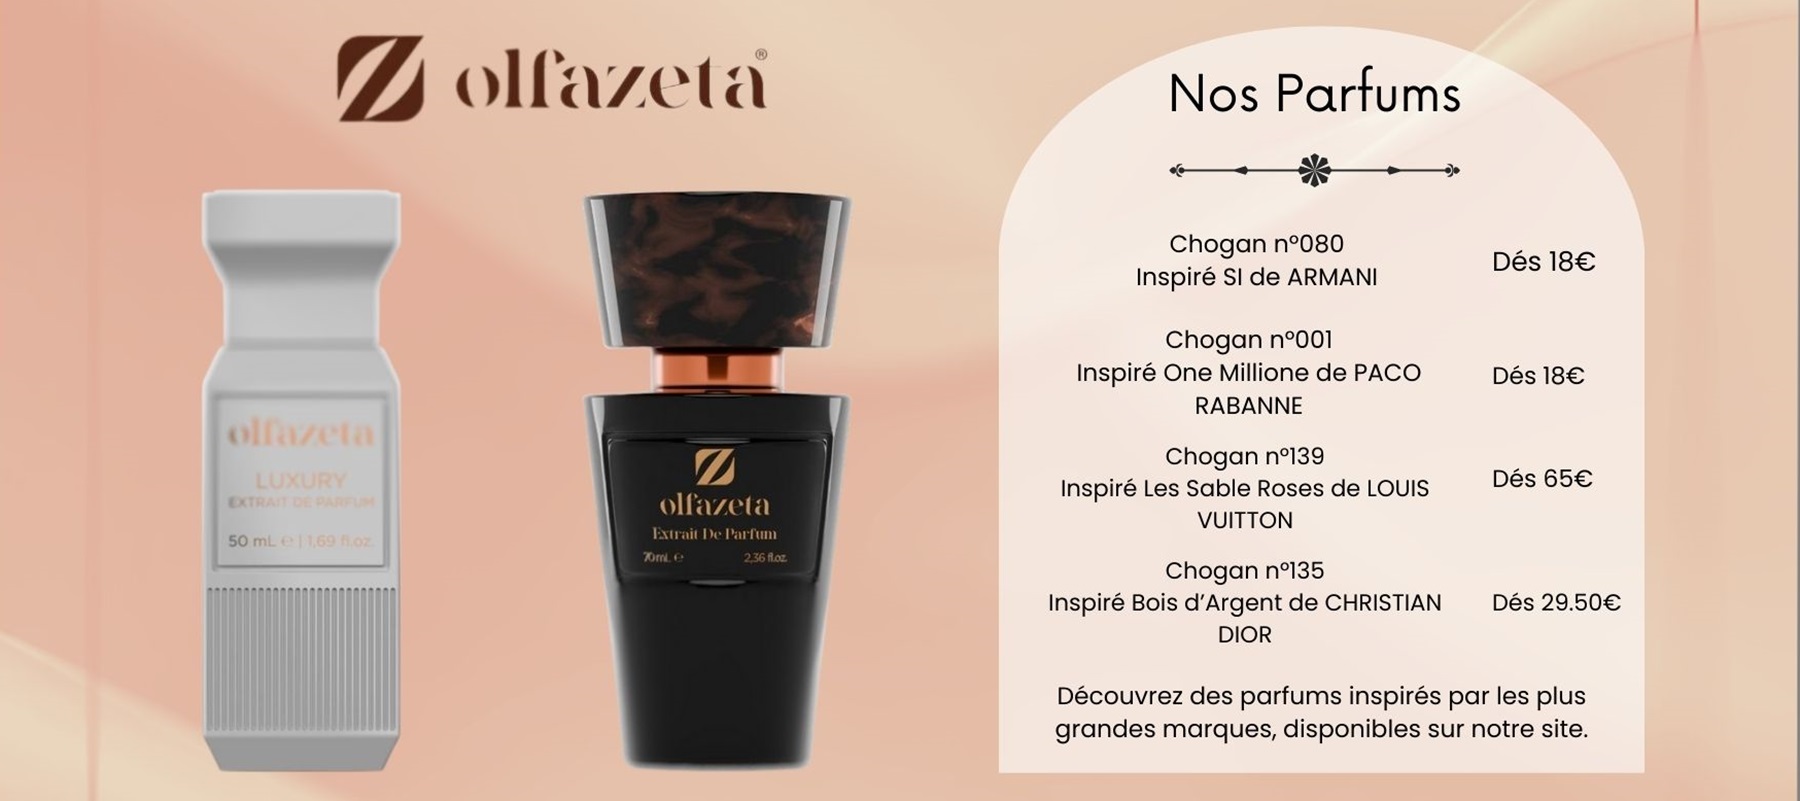 olfazeta®
olfazeta
LUXURY
EXTRAIT DE PARFUM
50 mL e | 1,69 fl.oz.
olfazeta
Extrait De Parfum
70 mL e 2,36 fl.oz.
Nos Parfums
Chogan n°080
Inspiré SI de ARMANI
Dés 18€
Chogan n°001
Inspiré One Millione de PACO
RABANNE
Dés 18€
Chogan n°139
Inspiré Les Sable Roses de LOUIS
VUITTON
Dés 65€
Chogan n°135
Inspiré Bois d’Argent de CHRISTIAN
DIOR
Dés 29.50€
Découvrez des parfums inspirés par les plus
grandes marques, disponibles sur notre site.